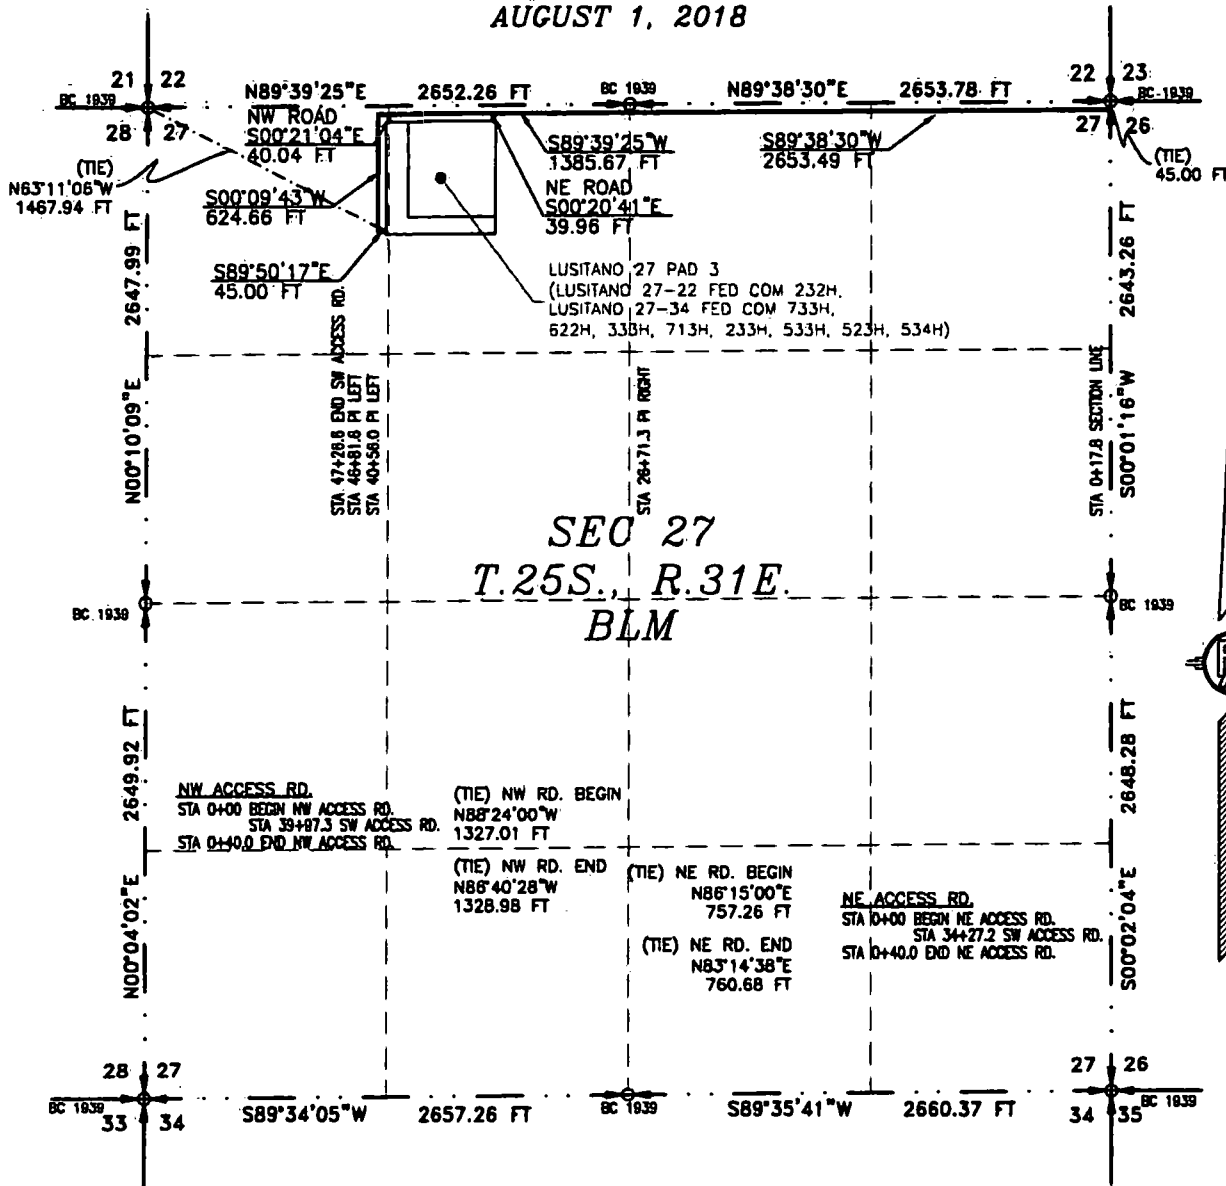 AUGUST 1, 2018
21 22
22 23
BC 1939
N89°39'25"E 2652.26 FT
BC 1939
N89°38'30"E 2653.78 FT
BC 1939
28 27
27 26
NW ROAD
S00°21'04"E
40.04 FT
S89°39'25"W
1385.67 FT
S89°38'30"W
2653.49 FT
(TIE)
45.00 FT
(TIE)
N63°11'06"W
1467.94 FT
S00°09'43"W
624.66 FT
NE ROAD
S00°20'41"E
39.96 FT
S89°50'17"E
45.00 FT
LUSITANO 27 PAD 3
(LUSITANO 27-22 FED COM 232H,
LUSITANO 27-34 FED COM 733H,
622H, 333H, 713H, 233H, 533H, 523H, 534H)
2647.99 FT
2643.26 FT
N00°10'09"E
STA 47+26.6 END SW ACCESS RD.
STA 46+81.6 PI LEFT
STA 40+56.0 PI LEFT
STA 26+71.3 PI RIGHT
STA 0+17.8 SECTION LINE
S00°01'16"W
SEC 27
T.25S., R.31E.
BLM
BC 1939
BC 1939
2649.92 FT
2648.28 FT
NW ACCESS RD.
STA 0+00 BEGIN NW ACCESS RD.
STA 39+97.3 SW ACCESS RD.
STA 0+40.0 END NW ACCESS RD.
(TIE) NW RD. BEGIN
N88°24'00"W
1327.01 FT
(TIE) NW RD. END
N86°40'28"W
1328.98 FT
(TIE) NE RD. BEGIN
N86°15'00"E
757.26 FT
(TIE) NE RD. END
N83°14'38"E
760.68 FT
NE ACCESS RD.
STA 0+00 BEGIN NE ACCESS RD.
STA 34+27.2 SW ACCESS RD.
STA 0+40.0 END NE ACCESS RD.
N00°04'02"E
S00°02'04"E
28 27
27 26
BC 1939
S89°34'05"W 2657.26 FT
BC 1939
S89°35'41"W 2660.37 FT
BC 1939
33 34
34 35